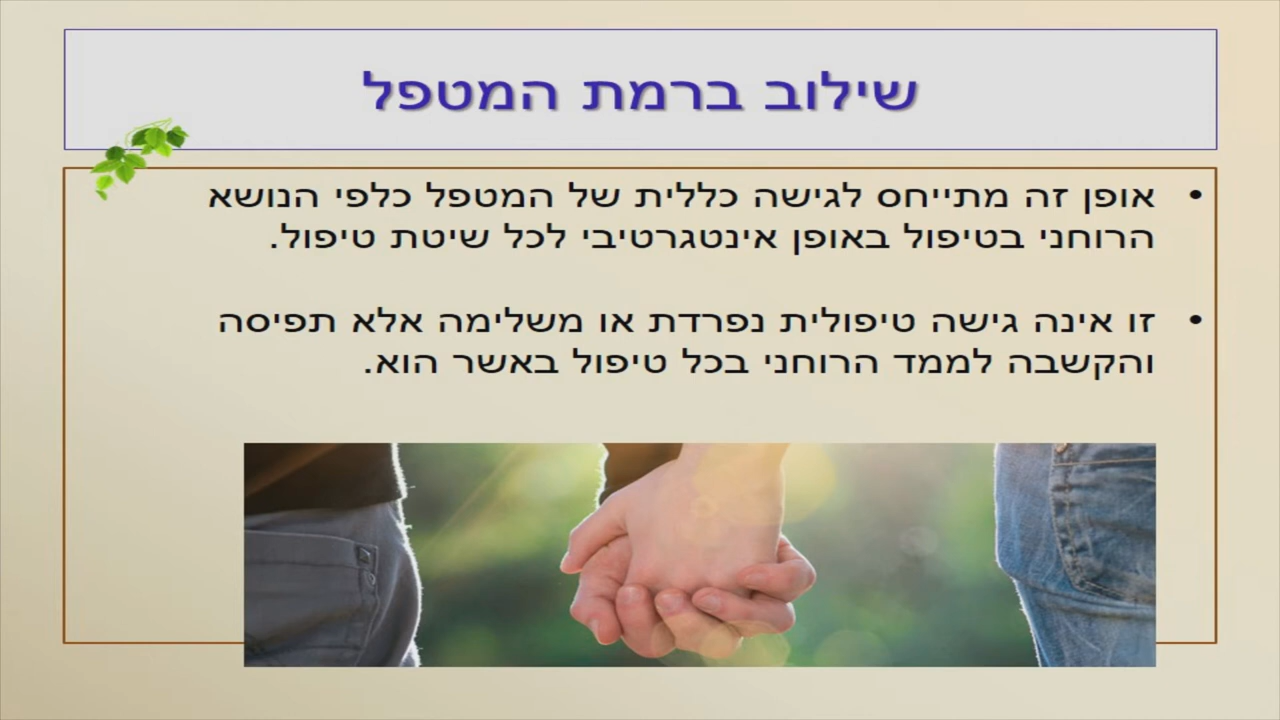 שילוב ברמת המטפל
• אופן זה מתייחס לגישה כללית של המטפל כלפי הנושא
הרוחני בטיפול באופן אינטגרטיבי לכל שיטת טיפול.
• זו אינה גישה טיפולית נפרדת או משלימה אלא תפיסה
והקשבה לממד הרוחני בכל טיפול באשר הוא.